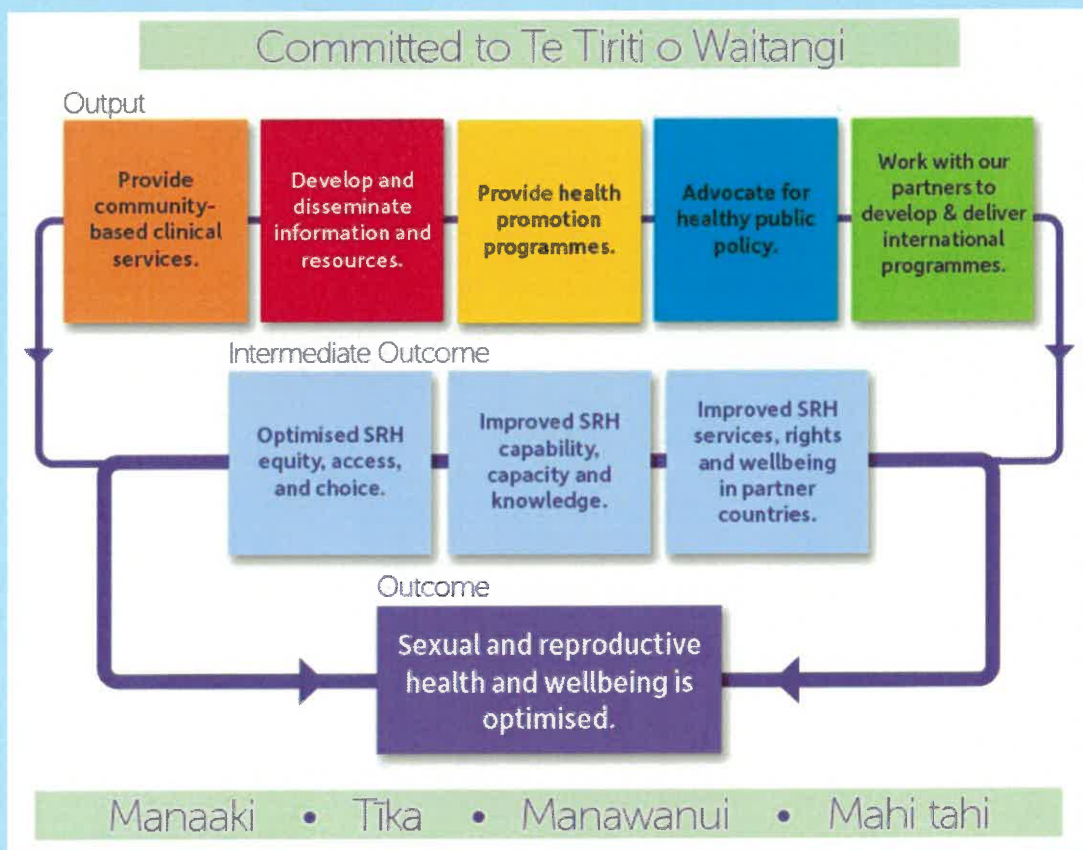 Committed to Te Tiriti o Waitangi
Output
Provide
community-
based clinical
services.
Develop and
disseminate
information and
resources.
Provide health
promotion
programmes.
Advocate for
healthy public
policy.
Work with our
partners to
develop & deliver
international
programmes.
Intermediate Outcome
Optimised SRH
equity, access,
and choice.
Improved SRH
capability,
capacity and
knowledge.
Improved SRH
services, rights
and wellbeing
in partner
countries.
Outcome
Sexual and reproductive
health and wellbeing is
optimised.
Manaaki • Tīka • Manawanui • Mahi tahi